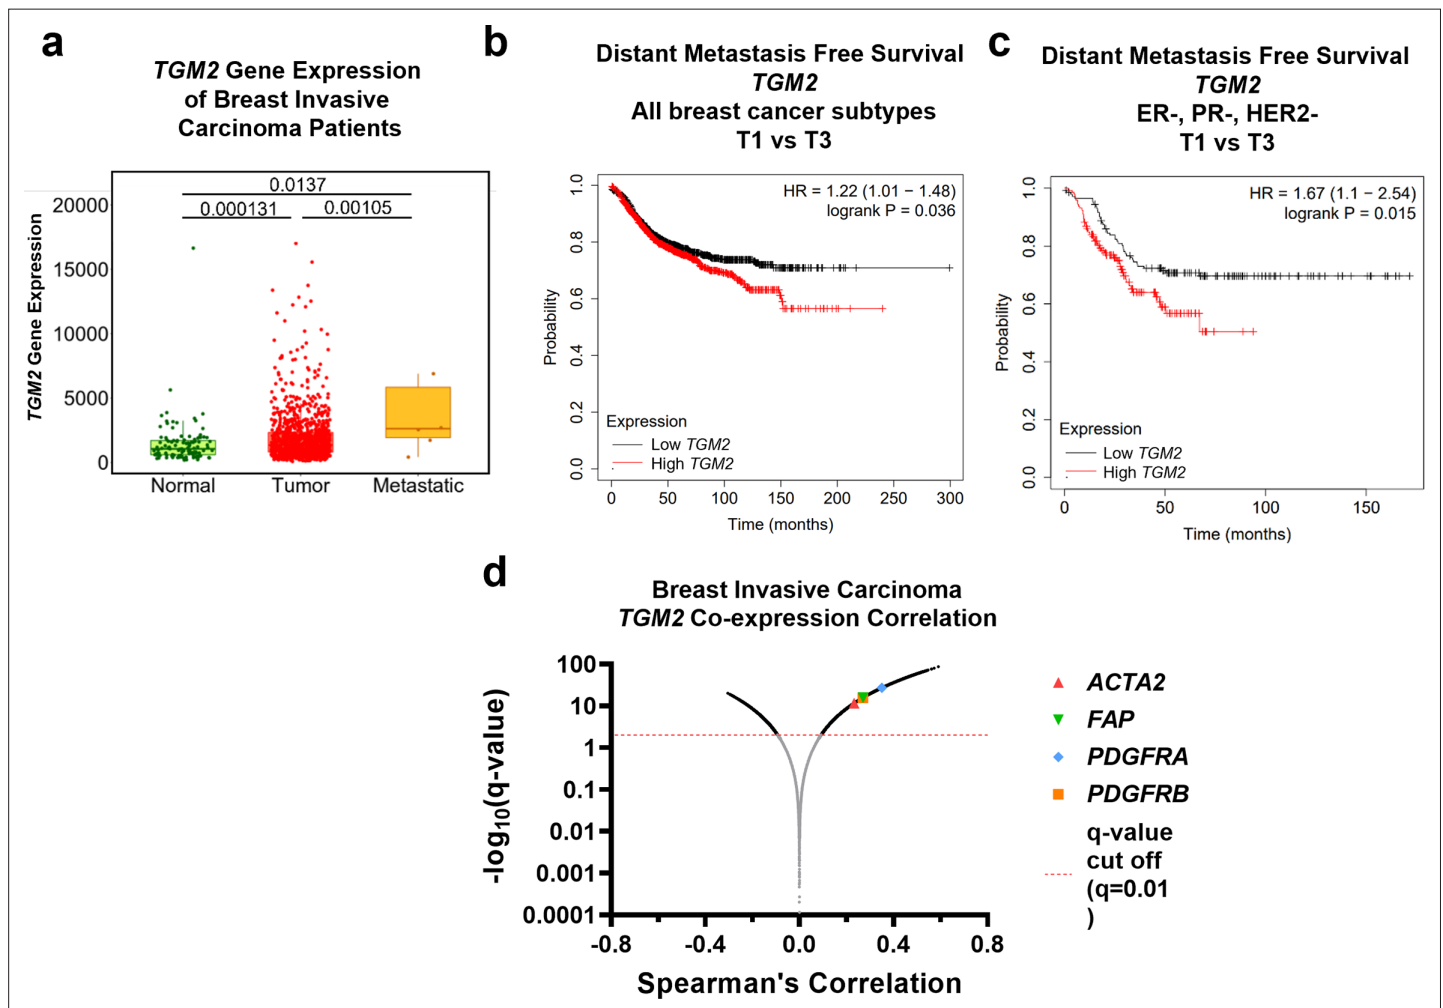 a
TGM2 Gene Expression
of Breast Invasive
Carcinoma Patients
TGM2 Gene Expression
20000
15000
10000
5000
0
0.0137
0.000131
0.00105
Normal
Tumor
Metastatic
b
Distant Metastasis Free Survival
TGM2
All breast cancer subtypes
T1 vs T3
HR = 1.22 (1.01 − 1.48)
logrank P = 0.036
Probability
1.0
0.8
0.6
0.4
0.2
0.0
Expression
Low TGM2
High TGM2
0
50
100
150
200
250
300
Time (months)
c
Distant Metastasis Free Survival
TGM2
ER-, PR-, HER2-
T1 vs T3
HR = 1.67 (1.1 − 2.54)
logrank P = 0.015
Probability
1.0
0.8
0.6
0.4
0.2
0.0
Expression
Low TGM2
High TGM2
0
50
100
150
Time (months)
d
Breast Invasive Carcinoma
TGM2 Co-expression Correlation
-log10(q-value)
100
10
1
0.1
0.01
0.001
0.0001
-0.8
-0.4
0.0
0.4
0.8
Spearman's Correlation
ACTA2
FAP
PDGFRA
PDGFRB
q-value
cut off
(q=0.01
)